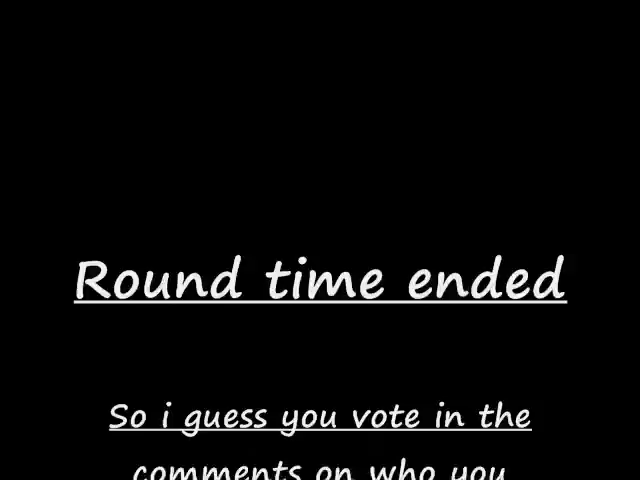 Round time ended
So i guess you vote in the
comments on who you